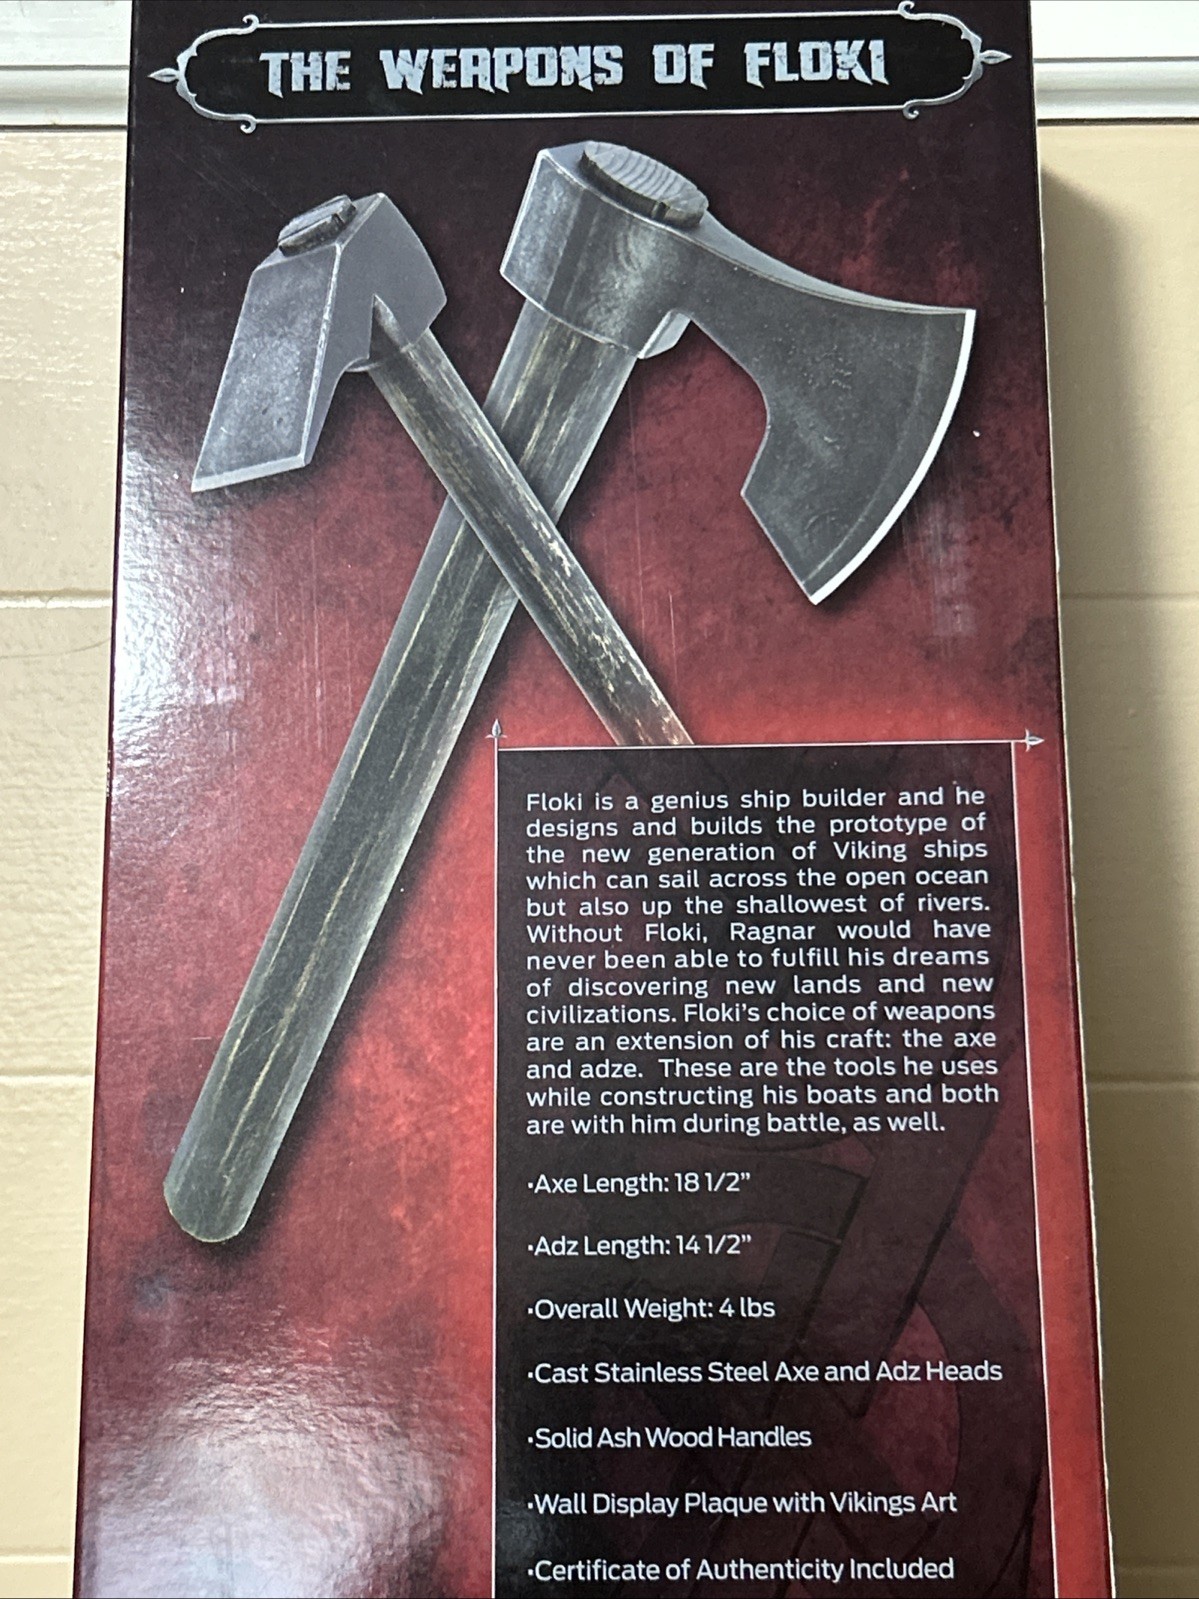 THE WEAPONS OF FLOKI
Floki is a genius ship builder and he
designs and builds the prototype of
the new generation of Viking ships
which can sail across the open ocean
but also up the shallowest of rivers.
Without Floki, Ragnar would have
never been able to fulfill his dreams
of discovering new lands and new
civilizations. Floki's choice of weapons
are an extension of his craft: the axe
and adze. These are the tools he uses
while constructing his boats and both
are with him during battle, as well.
·Axe Length: 18 1/2”
·Adz Length: 14 1/2”
·Overall Weight: 4 lbs
·Cast Stainless Steel Axe and Adz Heads
·Solid Ash Wood Handles
·Wall Display Plaque with Vikings Art
·Certificate of Authenticity Included